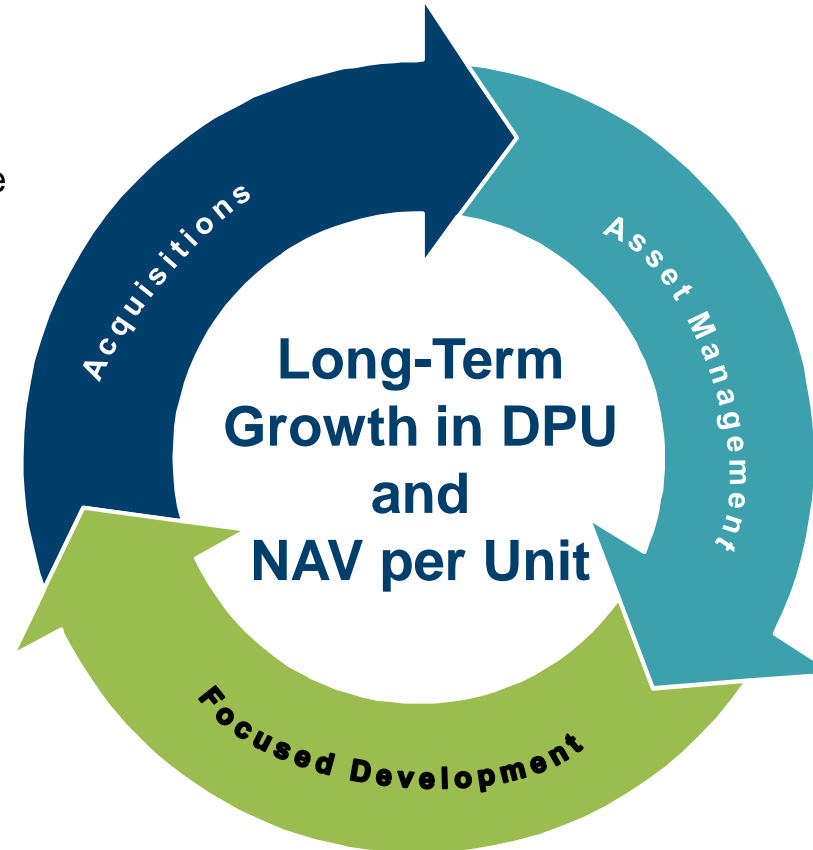 e
Acquisitions
Asset Management
Long-Term
Growth in DPU
and
NAV per Unit
Focused Development